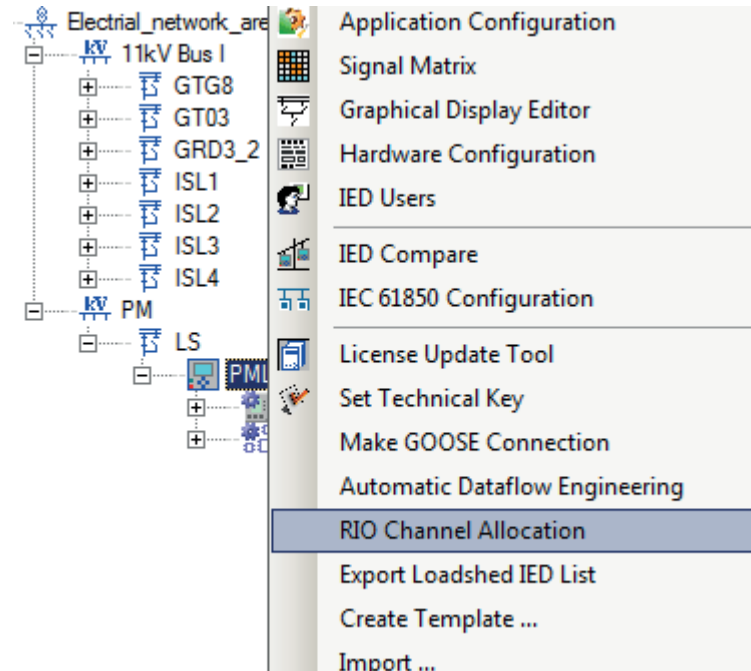 Electrial_network_are
11kV Bus I
GTG8
GT03
GRD3_2
ISL1
ISL2
ISL3
ISL4
PM
LS
PML
Application Configuration
Signal Matrix
Graphical Display Editor
Hardware Configuration
IED Users
IED Compare
IEC 61850 Configuration
License Update Tool
Set Technical Key
Make GOOSE Connection
Automatic Dataflow Engineering
RIO Channel Allocation
Export Loadshed IED List
Create Template ...
Import ...